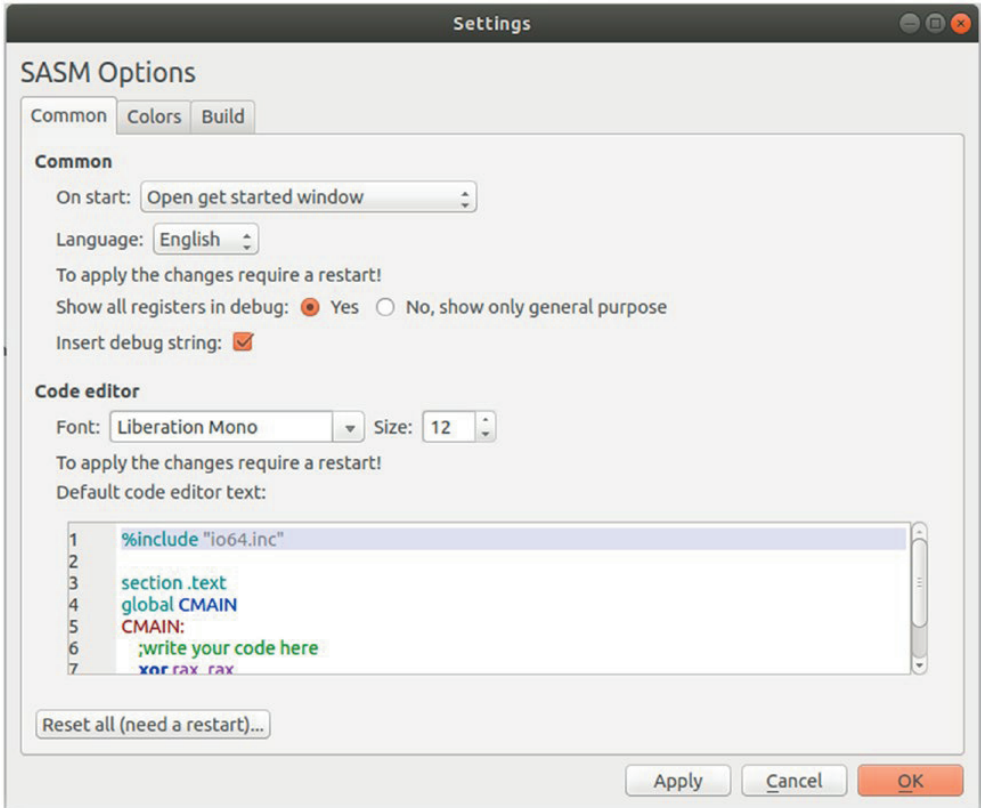 Settings
SASM Options
Common Colors Build
Common
On start: Open get started window
Language: English
To apply the changes require a restart!
Show all registers in debug: Yes No, show only general purpose
Insert debug string:
Code editor
Font: Liberation Mono Size: 12
To apply the changes require a restart!
Default code editor text:
1 %include "io64.inc"
2
3 section .text
4 global CMAIN
5 CMAIN:
6 ;write your code here
7 xor rax, rax
Reset all (need a restart)...
Apply Cancel OK